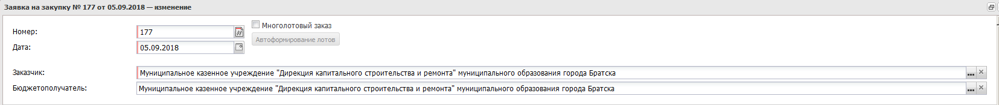 Заявка на закупку № 177 от 05.09.2018 — изменение
Номер: 177 Многолотовый заказ
Автоформирование лотов
Дата: 05.09.2018
Заказчик: Муниципальное казенное учреждение "Дирекция капитального строительства и ремонта" муниципального образования города Братска
Бюджетополучатель: Муниципальное казенное учреждение "Дирекция капитального строительства и ремонта" муниципального образования города Братска